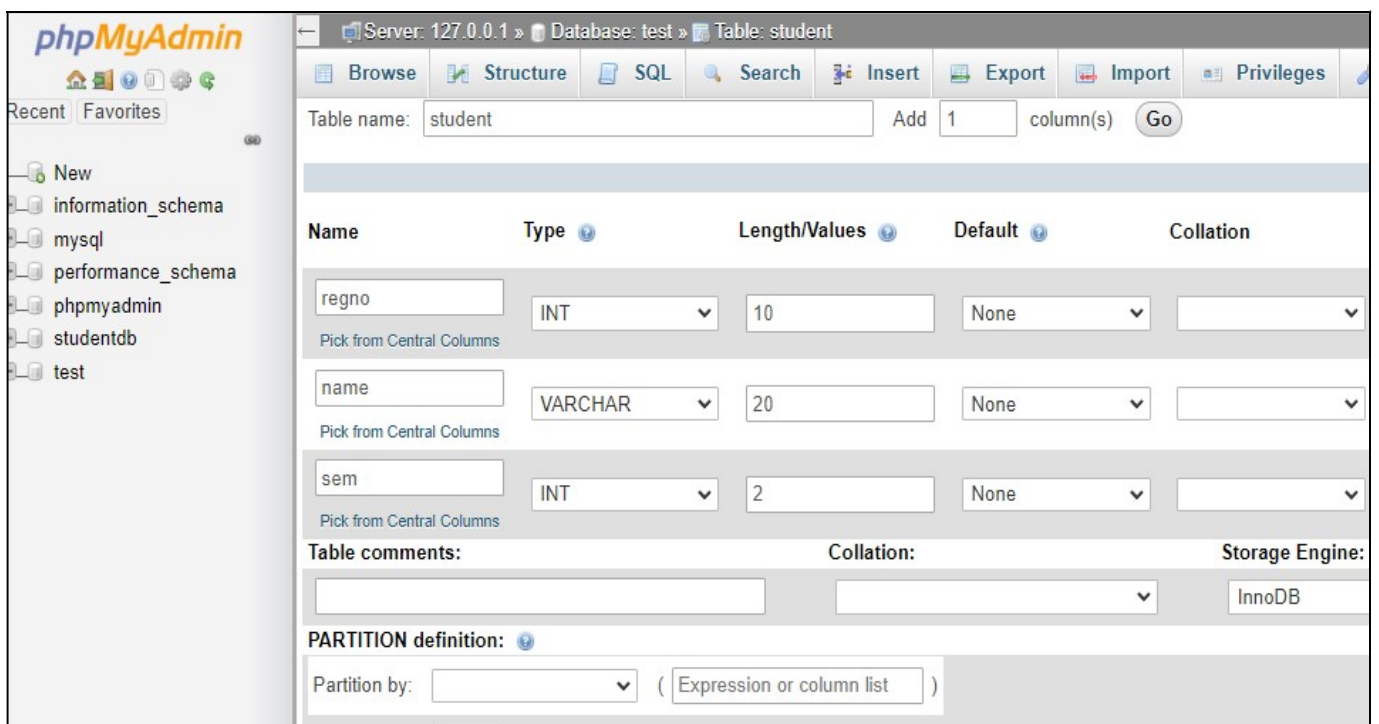 phpMyAdmin
Recent Favorites
New
information_schema
mysql
performance_schema
phpmyadmin
studentdb
test
Server: 127.0.0.1 » Database: test » Table: student
Browse Structure SQL Search Insert Export Import Privileges
Table name: student Add 1 column(s) Go
Name Type Length/Values Default Collation
regno INT 10 None
Pick from Central Columns
name VARCHAR 20 None
Pick from Central Columns
sem INT 2 None
Pick from Central Columns
Table comments: Collation: Storage Engine:
InnoDB
PARTITION definition:
Partition by: ( Expression or column list )